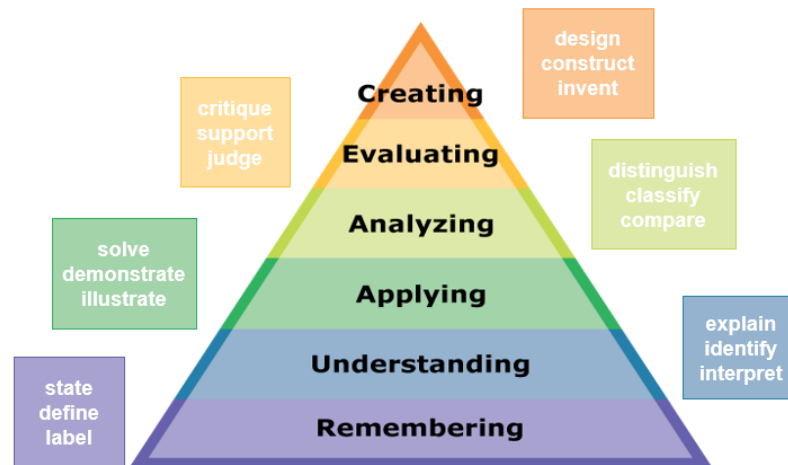 design
construct
invent
Creating
critique
support
judge
Evaluating
distinguish
classify
compare
Analyzing
solve
demonstrate
illustrate
Applying
explain
identify
interpret
Understanding
state
define
label
Remembering